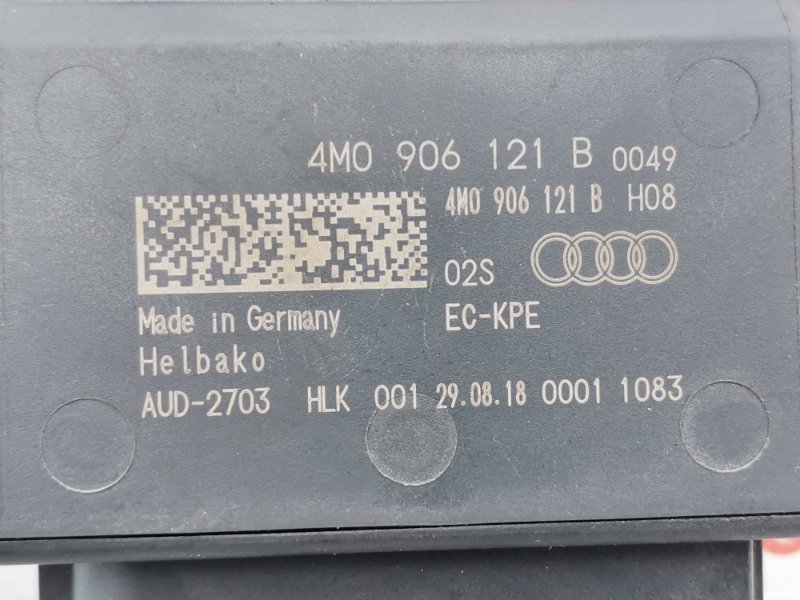 4M0 906 121 B 0049
4M0 906 121 B H08
02S
Made in Germany EC-KPE
Helbako
AUD-2703 HLK 001 29.08.18 0001 1083